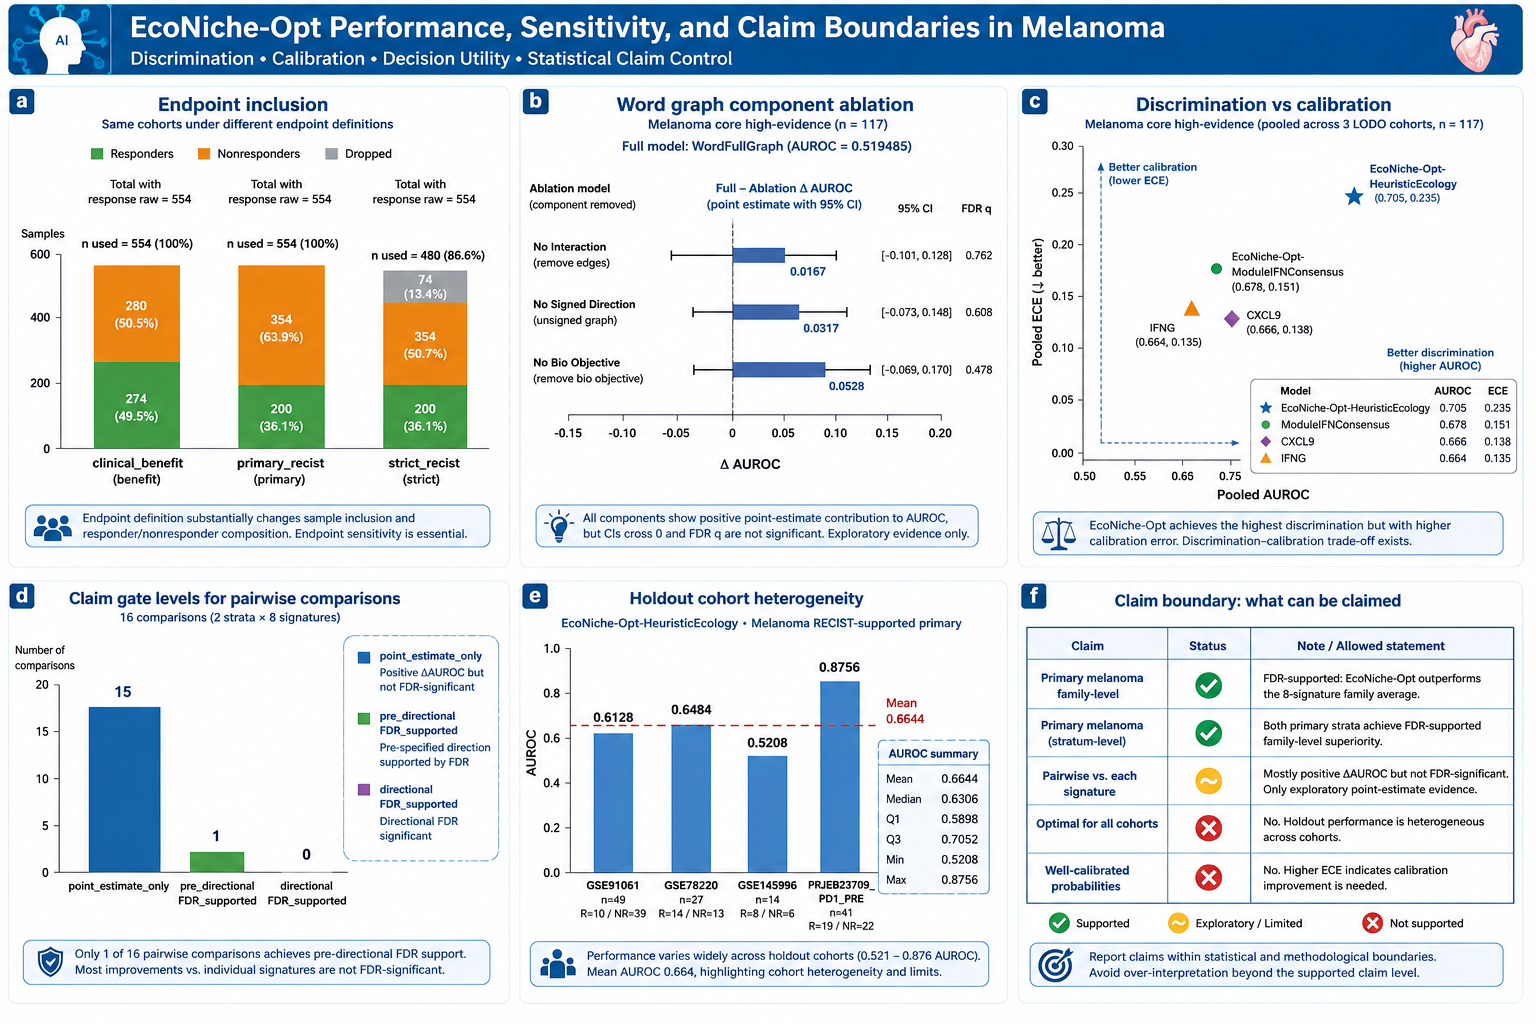 AI
EcoNiche-Opt Performance, Sensitivity, and Claim Boundaries in Melanoma
Discrimination • Calibration • Decision Utility • Statistical Claim Control
a
Endpoint inclusion
Same cohorts under different endpoint definitions
Responders
Nonresponders
Dropped
Total with
response raw = 554
Total with
response raw = 554
Total with
response raw = 554
Samples
n used = 554 (100%)
n used = 554 (100%)
n used = 480 (86.6%)
600
400
200
0
280
(50.5%)
274
(49.5%)
354
(63.9%)
200
(36.1%)
74
(13.4%)
354
(50.7%)
200
(36.1%)
clinical_benefit
(benefit)
primary_recist
(primary)
strict_recist
(strict)
Endpoint definition substantially changes sample inclusion and
responder/nonresponder composition. Endpoint sensitivity is essential.
b
Word graph component ablation
Melanoma core high-evidence (n = 117)
Full model: WordFullGraph (AUROC = 0.519485)
Ablation model
(component removed)
Full – Ablation Δ AUROC
(point estimate with 95% CI)
95% CI
FDR q
No Interaction
(remove edges)
0.0167
[-0.101, 0.128]
0.762
No Signed Direction
(unsigned graph)
0.0317
[-0.073, 0.148]
0.608
No Bio Objective
(remove bio objective)
0.0528
[-0.069, 0.170]
0.478
-0.15
-0.10
-0.05
0
0.05
0.10
0.15
0.20
Δ AUROC
All components show positive point-estimate contribution to AUROC,
but CIs cross 0 and FDR q are not significant. Exploratory evidence only.
c
Discrimination vs calibration
Melanoma core high-evidence (pooled across 3 LODO cohorts, n = 117)
Pooled ECE (↓ better)
0.30
0.25
0.20
0.15
0.10
0.05
0.00
Better calibration
(lower ECE)
EcoNiche-Opt-
HeuristicEcology
(0.705, 0.235)
EcoNiche-Opt-
ModuleIFNConsensus
(0.678, 0.151)
IFNG
(0.664, 0.135)
CXCL9
(0.666, 0.138)
Better discrimination
(higher AUROC)
Model AUROC ECE
EcoNiche-Opt-HeuristicEcology 0.705 0.235
ModuleIFNConsensus 0.678 0.151
CXCL9 0.666 0.138
IFNG 0.664 0.135
0.50
0.55
0.65
0.75
Pooled AUROC
EcoNiche-Opt achieves the highest discrimination but with higher
calibration error. Discrimination–calibration trade-off exists.
d
Claim gate levels for pairwise comparisons
16 comparisons (2 strata × 8 signatures)
Number of
comparisons
20
15
10
5
0
15
1
0
point_estimate_only
pre_directional
FDR_supported
directional
FDR_supported
point_estimate_only
Positive ΔAUROC but
not FDR-significant
pre_directional
FDR_supported
Pre-specified direction
supported by FDR
directional
FDR_supported
Directional FDR
significant
Only 1 of 16 pairwise comparisons achieves pre-directional FDR support.
Most improvements vs. individual signatures are not FDR-significant.
e
Holdout cohort heterogeneity
EcoNiche-Opt-HeuristicEcology • Melanoma RECIST-supported primary
AUROC
1.0
0.8
0.6
0.4
0.2
0.0
0.6128
0.6484
0.5208
0.8756
Mean
0.6644
GSE91061
n=49
R=10 / NR=39
GSE78220
n=27
R=14 / NR=13
GSE145996
n=14
R=8 / NR=6
PRJEB23709_
PD1_PRE
n=41
R=19 / NR=22
AUROC summary
Mean 0.6644
Median 0.6306
Q1 0.5898
Q3 0.7052
Min 0.5208
Max 0.8756
Performance varies widely across holdout cohorts (0.521 – 0.876 AUROC).
Mean AUROC 0.664, highlighting cohort heterogeneity and limits.
f
Claim boundary: what can be claimed
Claim Status Note / Allowed statement
Primary melanoma
family-level
FDR-supported: EcoNiche-Opt outperforms
the 8-signature family average.
Primary melanoma
(stratum-level)
Both primary strata achieve FDR-supported
family-level superiority.
Pairwise vs. each
signature
Mostly positive ΔAUROC but not FDR-significant.
Only exploratory point-estimate evidence.
Optimal for all cohorts
No. Holdout performance is heterogeneous
across cohorts.
Well-calibrated
probabilities
No. Higher ECE indicates calibration
improvement is needed.
Supported
Exploratory / Limited
Not supported
Report claims within statistical and methodological boundaries.
Avoid over-interpretation beyond the supported claim level.